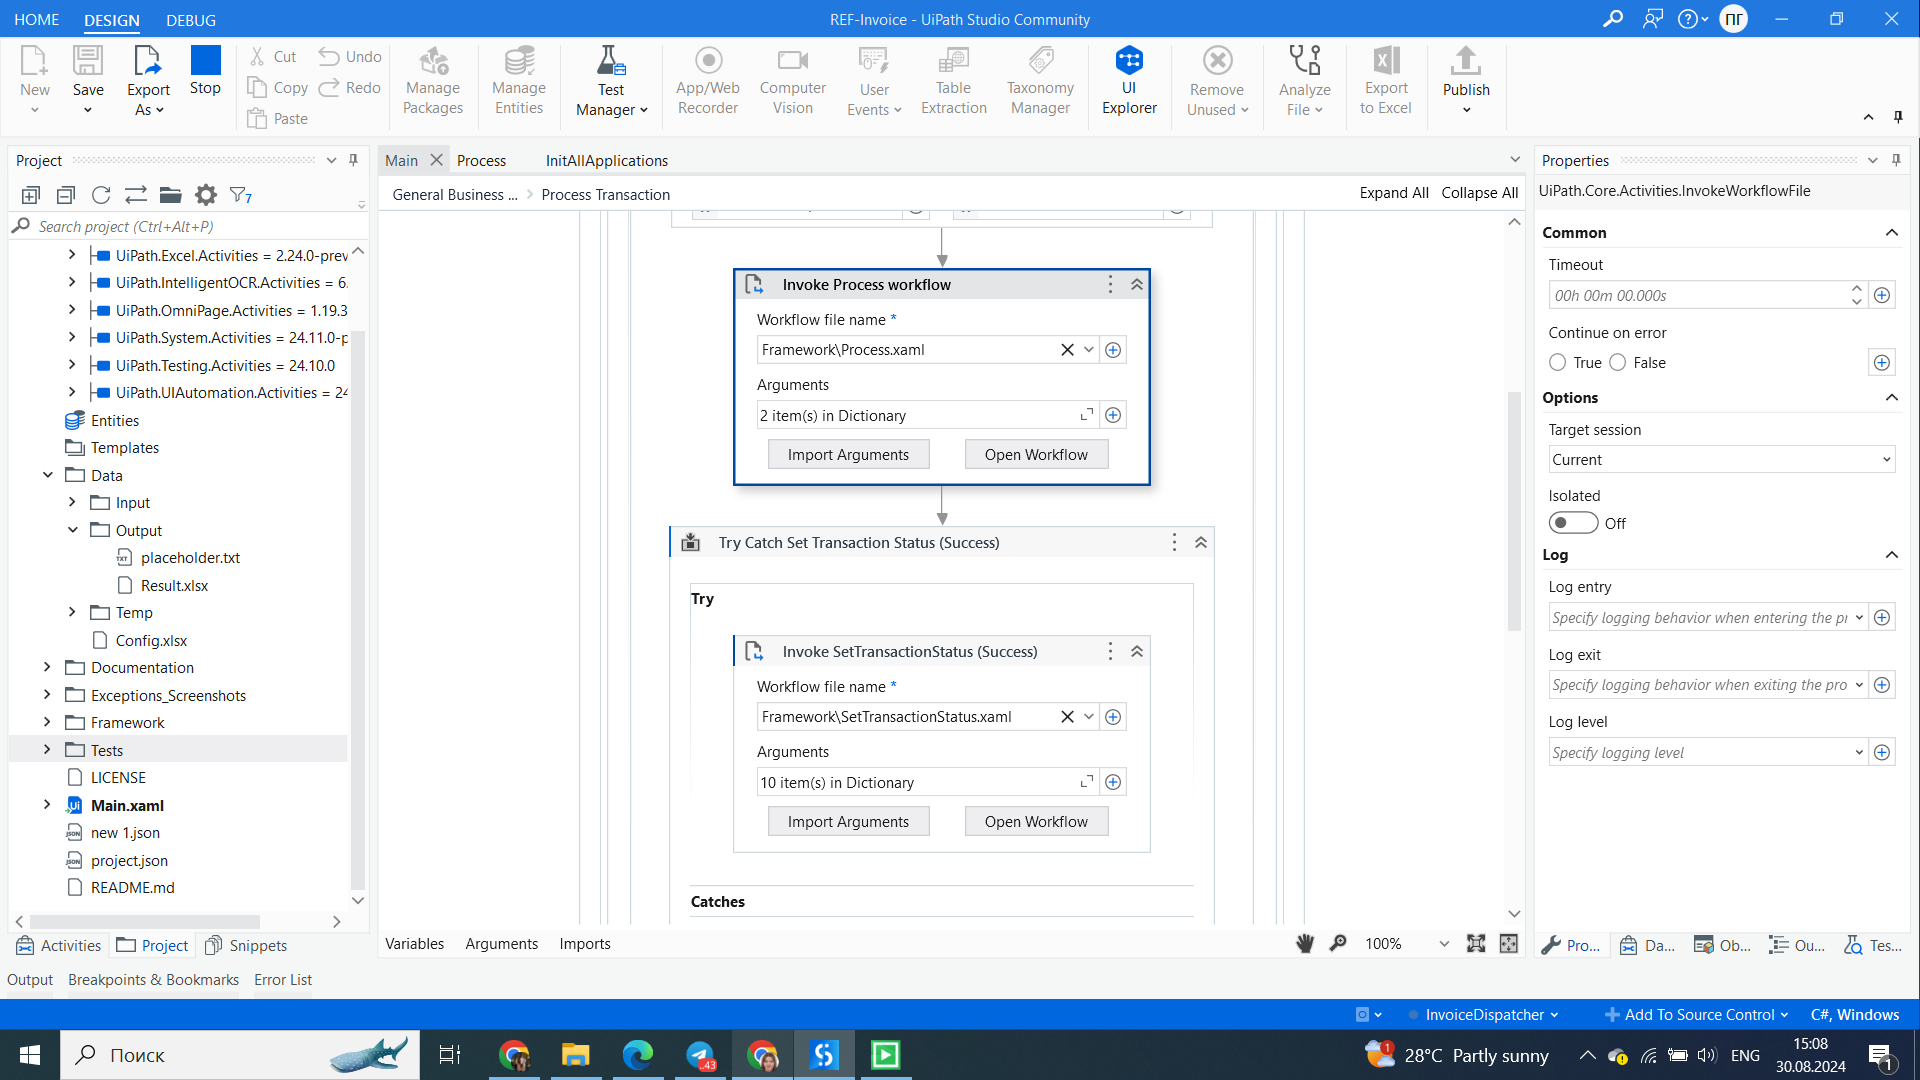 HOME DESIGN DEBUG
REF-Invoice - UiPath Studio Community
ПГ
New Save Export As Stop
Cut Copy Paste
Undo Redo
Manage Packages
Manage Entities
Test Manager
App/Web Recorder
Computer Vision
User Events
Table Extraction
Taxonomy Manager
UI Explorer
Remove Unused
Analyze File
Export to Excel
Publish
Project
7
Search project (Ctrl+Alt+P)
UiPath.Excel.Activities = 2.24.0-prev
UiPath.IntelligentOCR.Activities = 6.
UiPath.OmniPage.Activities = 1.19.3
UiPath.System.Activities = 24.11.0-p
UiPath.Testing.Activities = 24.10.0
UiPath.UIAutomation.Activities = 24
Entities
Templates
Data
Input
Output
placeholder.txt
Result.xlsx
Temp
Config.xlsx
Documentation
Exceptions_Screenshots
Framework
Tests
LICENSE
Main.xaml
new 1.json
project.json
README.md
Activities Project Snippets
Main Process InitAllApplications
General Business ... Process Transaction
Expand All Collapse All
Invoke Process workflow
Workflow file name *
Framework\Process.xaml
Arguments
2 item(s) in Dictionary
Import Arguments Open Workflow
Try Catch Set Transaction Status (Success)
Try
Invoke SetTransactionStatus (Success)
Workflow file name *
Framework\SetTransactionStatus.xaml
Arguments
10 item(s) in Dictionary
Import Arguments Open Workflow
Catches
Variables Arguments Imports
100%
Properties
UiPath.Core.Activities.InvokeWorkflowFile
Common
Timeout
00h 00m 00.000s
Continue on error
True False
Options
Target session
Current
Isolated
Off
Log
Log entry
Specify logging behavior when entering the pr
Log exit
Specify logging behavior when exiting the pro
Log level
Specify logging level
Pro... Da... Ob... Ou... Tes...
Output Breakpoints & Bookmarks Error List
InvoiceDispatcher Add To Source Control C#, Windows
Поиск
43
1
28°C Partly sunny
ENG
15:08
30.08.2024
1